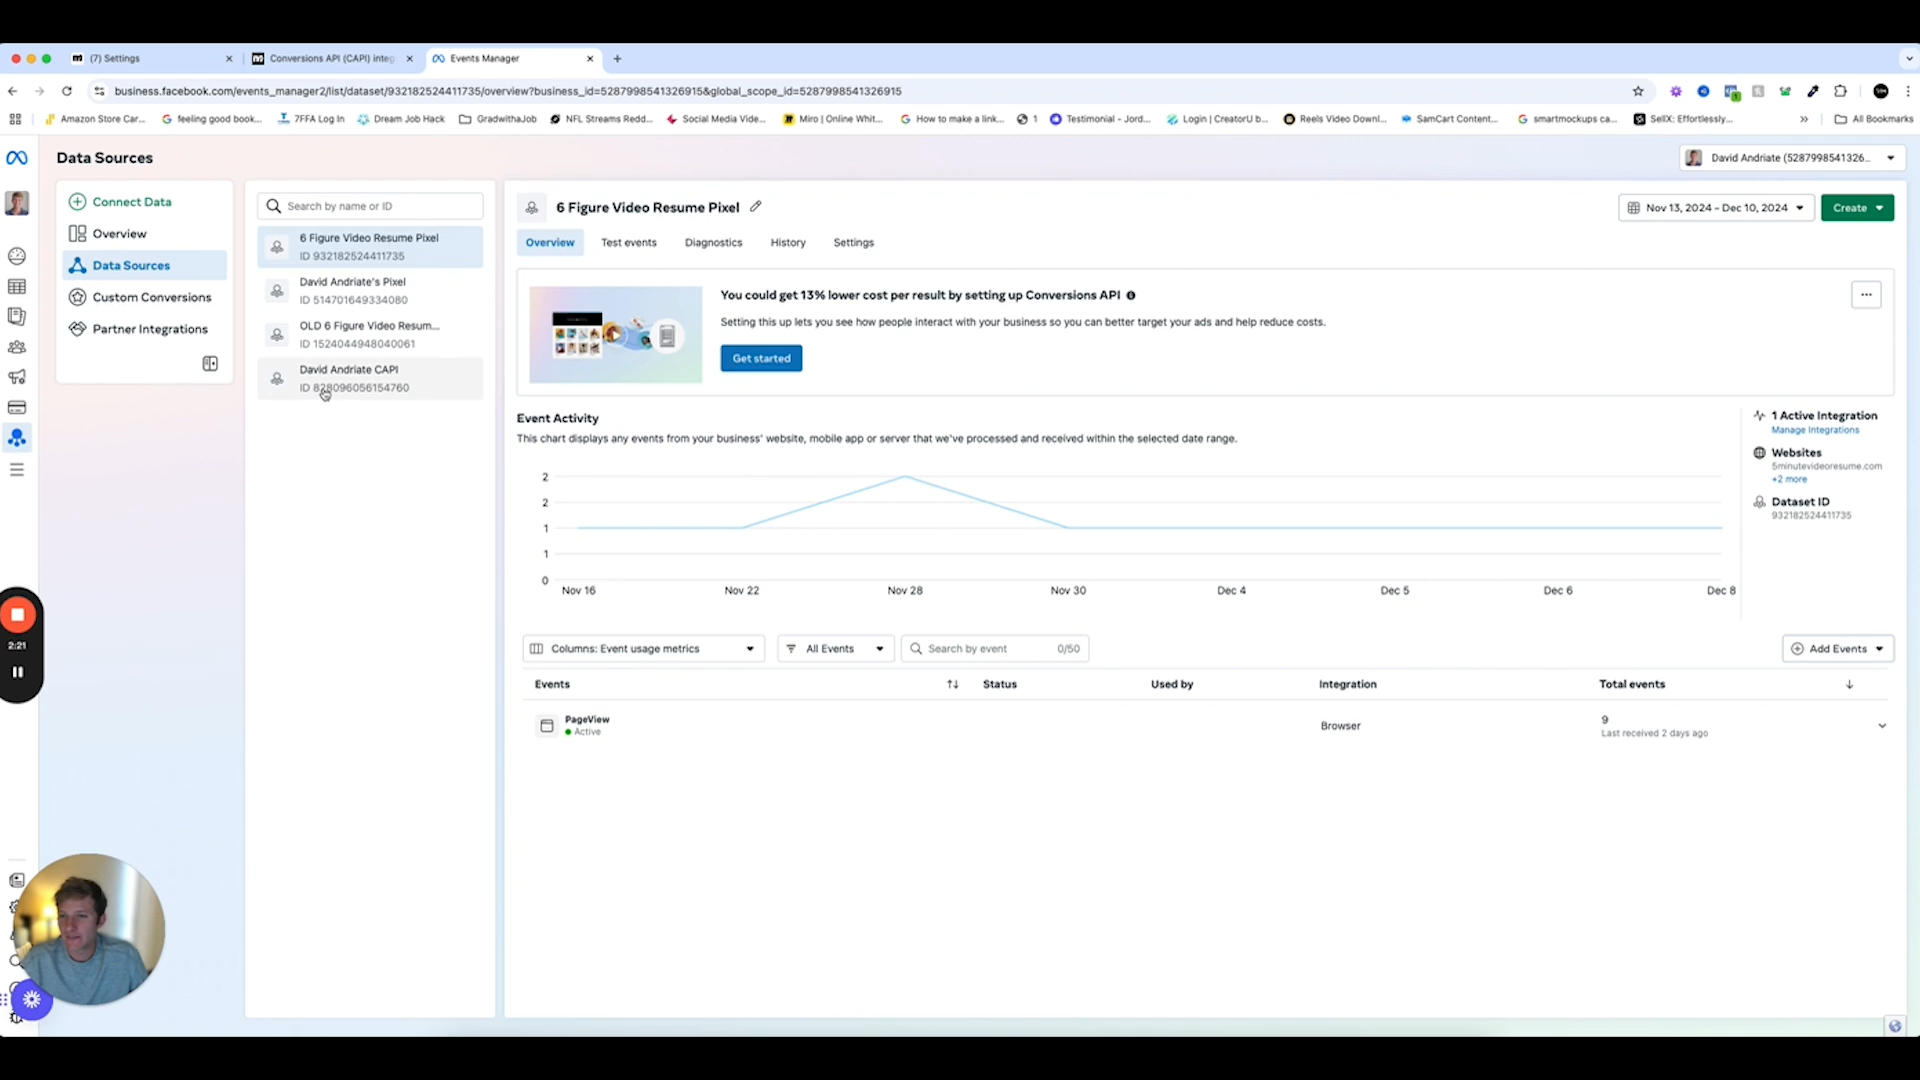 (7) Settings
Conversions API (CAPI) integ
Events Manager
business.facebook.com/events_manager2/list/dataset/932182524411735/overview?business_id=5287998541326915&global_scope_id=5287998541326915
Amazon Store Car...
feeling good book...
7FFA Log In
Dream Job Hack
GradwithaJob
NFL Streams Redd...
Social Media Vide...
Miro | Online Whit...
How to make a link...
1
Testimonial - Jord...
Login | CreatorU b...
Reels Video Downl...
SamCart Content...
smartmockups ca...
SellX: Effortlessly...
All Bookmarks
Data Sources
David Andriate (5287998541326...
Connect Data
Overview
Data Sources
Custom Conversions
Partner Integrations
Search by name or ID
6 Figure Video Resume Pixel
ID 932182524411735
David Andriate's Pixel
ID 514701649334080
OLD 6 Figure Video Resum...
ID 1524044948040061
David Andriate CAPI
ID 828096056154760
6 Figure Video Resume Pixel
Nov 13, 2024 – Dec 10, 2024
Create
Overview
Test events
Diagnostics
History
Settings
You could get 13% lower cost per result by setting up Conversions API
Setting this up lets you see how people interact with your business so you can better target your ads and help reduce costs.
Get started
Event Activity
This chart displays any events from your business' website, mobile app or server that we've processed and received within the selected date range.
2
2
1
1
0
Nov 16
Nov 22
Nov 28
Nov 30
Dec 4
Dec 5
Dec 6
Dec 8
1 Active Integration
Manage Integrations
Websites
5minutevideoresume.com
+2 more
Dataset ID
932182524411735
Columns: Event usage metrics
All Events
Search by event
0/50
Add Events
Events
Status
Used by
Integration
Total events
PageView
Active
Browser
9
Last received 2 days ago
2:21